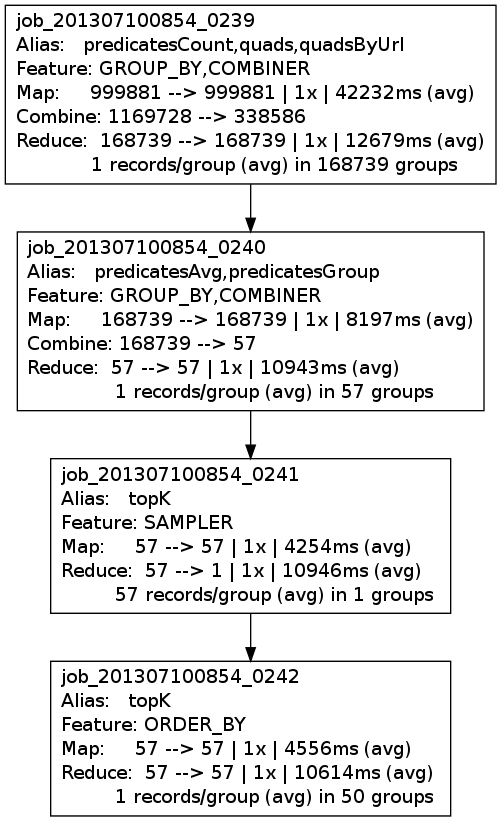 job_201307100854_0239
Alias: predicatesCount,quads,quadsByUrl
Feature: GROUP_BY,COMBINER
Map: 999881 --> 999881 | 1x | 42232ms (avg)
Combine: 1169728 --> 338586
Reduce: 168739 --> 168739 | 1x | 12679ms (avg)
1 records/group (avg) in 168739 groups
job_201307100854_0240
Alias: predicatesAvg,predicatesGroup
Feature: GROUP_BY,COMBINER
Map: 168739 --> 168739 | 1x | 8197ms (avg)
Combine: 168739 --> 57
Reduce: 57 --> 57 | 1x | 10943ms (avg)
1 records/group (avg) in 57 groups
job_201307100854_0241
Alias: topK
Feature: SAMPLER
Map: 57 --> 57 | 1x | 4254ms (avg)
Reduce: 57 --> 1 | 1x | 10946ms (avg)
57 records/group (avg) in 1 groups
job_201307100854_0242
Alias: topK
Feature: ORDER_BY
Map: 57 --> 57 | 1x | 4556ms (avg)
Reduce: 57 --> 57 | 1x | 10614ms (avg)
1 records/group (avg) in 50 groups